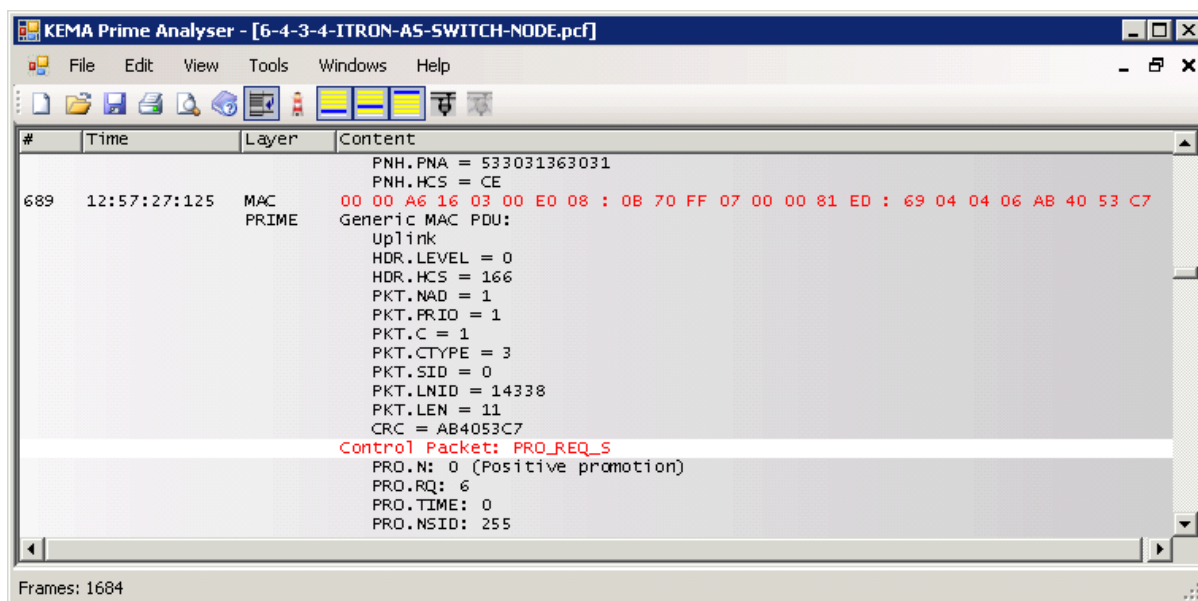 KEMA Prime Analyser - [6-4-3-4-ITRON-AS-SWITCH-NODE.pcf]
File Edit View Tools Windows Help
# Time Layer Content
PNH.PNA = 533031363031
PNH.HCS = CE
689 12:57:27:125 MAC 00 00 A6 16 03 00 E0 08 : 0B 70 FF 07 00 00 81 ED : 69 04 04 06 AB 40 53 C7
PRIME Generic MAC PDU:
Uplink
HDR.LEVEL = 0
HDR.HCS = 166
PKT.NAD = 1
PKT.PRIO = 1
PKT.C = 1
PKT.CTYPE = 3
PKT.SID = 0
PKT.LNID = 14338
PKT.LEN = 11
CRC = AB4053C7
Control Packet: PRO_REQ_S
PRO.N: 0 (Positive promotion)
PRO.RQ: 6
PRO.TIME: 0
PRO.NSID: 255
Frames: 1684